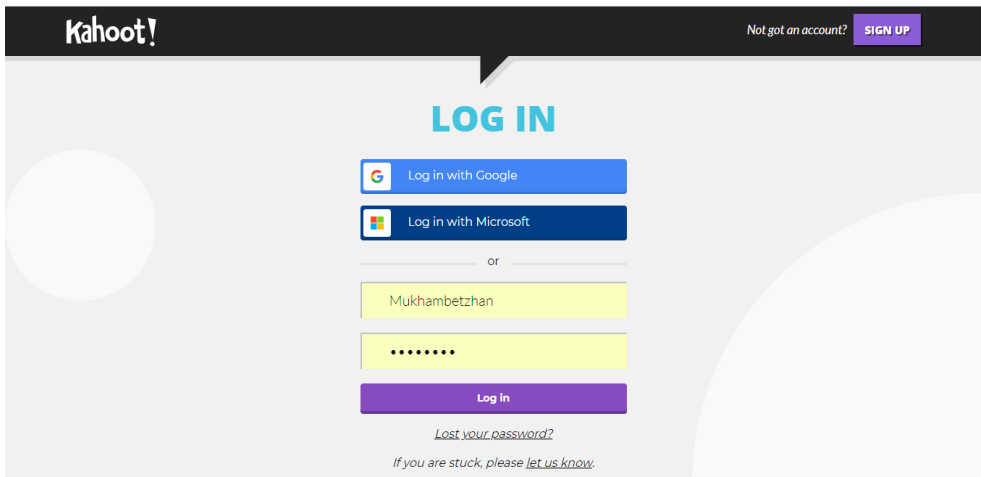 Kahoot!
Not got an account? SIGN UP
LOG IN
Log in with Google
Log in with Microsoft
or
Mukhambetzhan
••••••••
Log in
Lost your password?
If you are stuck, please let us know.